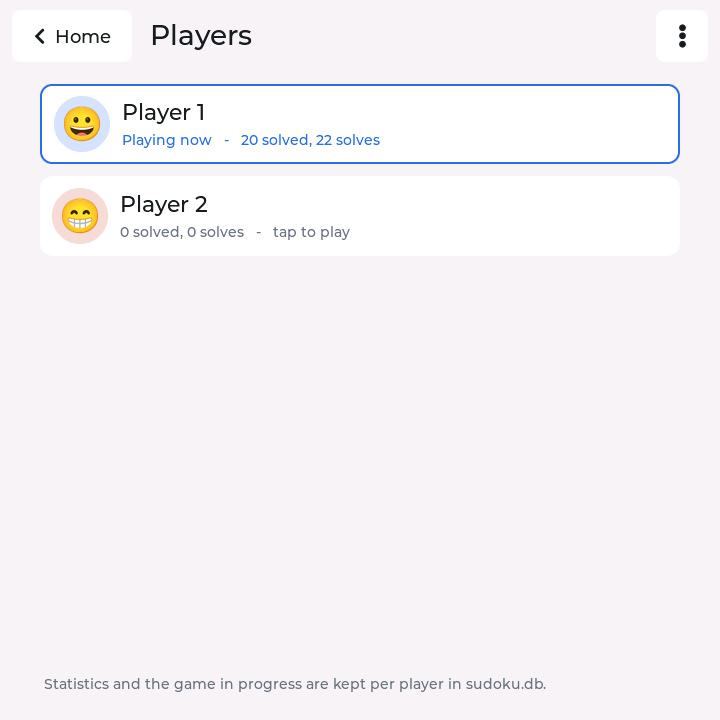 Home
Players
Player 1
Playing now - 20 solved, 22 solves
Player 2
0 solved, 0 solves - tap to play
Statistics and the game in progress are kept per player in sudoku.db.